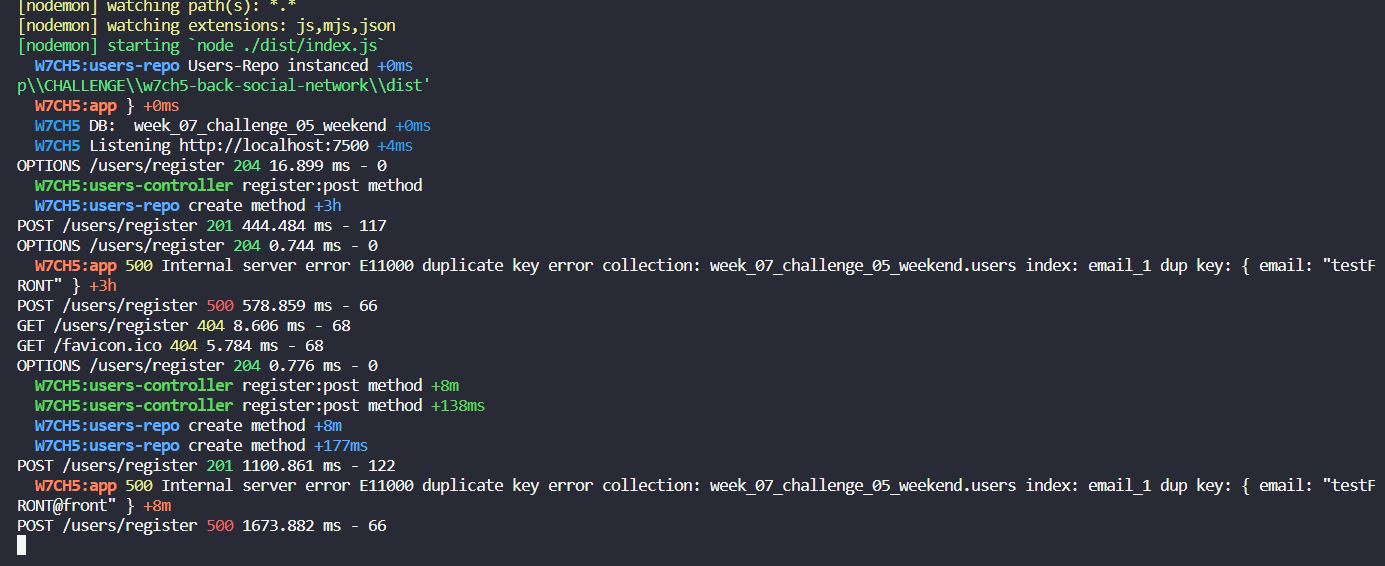 [nodemon] watching path(s): *.*
[nodemon] watching extensions: js,mjs,json
[nodemon] starting `node ./dist/index.js`
W7CH5:users-repo Users-Repo instanced +0ms
p\\CHALLENGE\\w7ch5-back-social-network\\dist'
W7CH5:app } +0ms
W7CH5 DB:  week_07_challenge_05_weekend +0ms
W7CH5 Listening http://localhost:7500 +4ms
OPTIONS /users/register 204 16.899 ms - 0
W7CH5:users-controller register:post method
W7CH5:users-repo create method +3h
POST /users/register 201 444.484 ms - 117
OPTIONS /users/register 204 0.744 ms - 0
W7CH5:app 500 Internal server error E11000 duplicate key error collection: week_07_challenge_05_weekend.users index: email_1 dup key: { email: "testF
RONT" } +3h
POST /users/register 500 578.859 ms - 66
GET /users/register 404 8.606 ms - 68
GET /favicon.ico 404 5.784 ms - 68
OPTIONS /users/register 204 0.776 ms - 0
W7CH5:users-controller register:post method +8m
W7CH5:users-controller register:post method +138ms
W7CH5:users-repo create method +8m
W7CH5:users-repo create method +177ms
POST /users/register 201 1100.861 ms - 122
W7CH5:app 500 Internal server error E11000 duplicate key error collection: week_07_challenge_05_weekend.users index: email_1 dup key: { email: "testF
RONT@front" } +8m
POST /users/register 500 1673.882 ms - 66